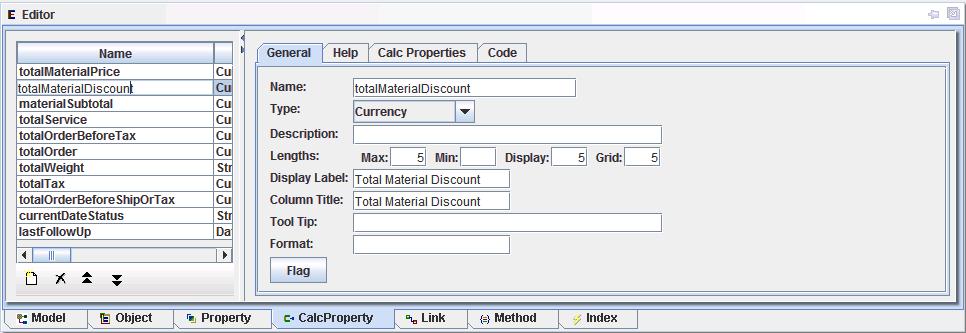 E Editor
Name
totalMaterialPrice Cu
totalMaterialDiscount Cu
materialSubtotal Cu
totalService Cu
totalOrderBeforeTax Cu
totalOrder Cu
totalWeight Str
totalTax Cu
totalOrderBeforeShipOrTax Cu
currentDateStatus Str
lastFollowUp Da
General Help Calc Properties Code
Name: totalMaterialDiscount
Type: Currency
Description:
Lengths: Max: 5 Min: Display: 5 Grid: 5
Display Label: Total Material Discount
Column Title: Total Material Discount
Tool Tip:
Format:
Flag
Model Object Property CalcProperty Link Method Index